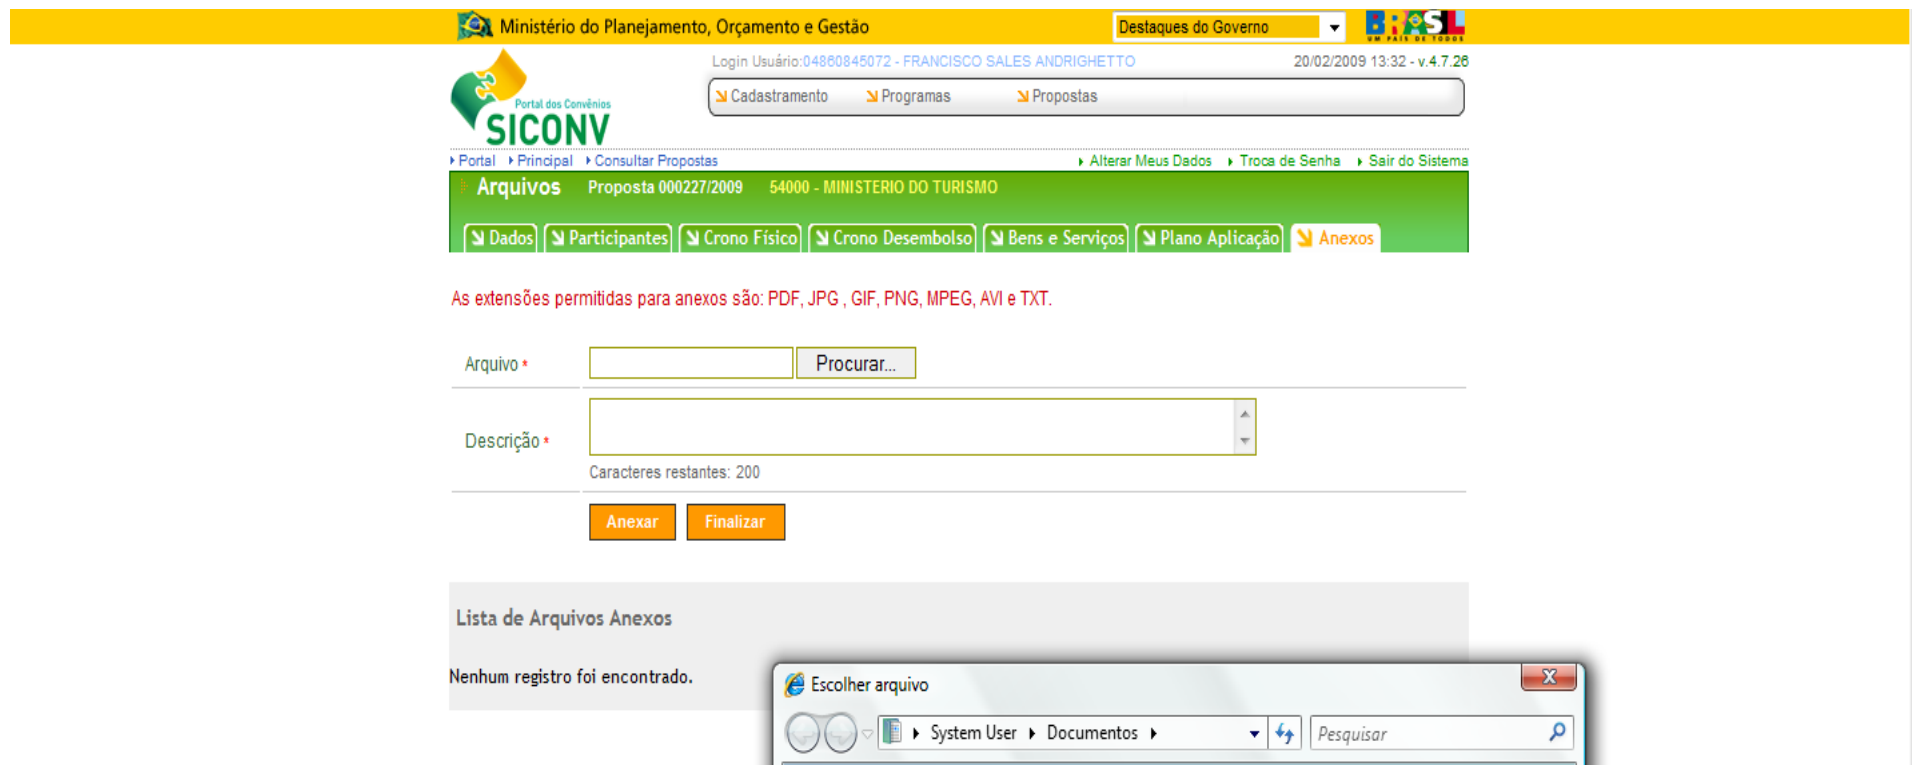 Ministério do Planejamento, Orçamento e Gestão Destaques do Governo BRASIL
UM PAÍS DE TODOS
Login Usuário:04860845072 - FRANCISCO SALES ANDRIGHETTO 20/02/2009 13:32 - v.4.7.26
Cadastramento Programas Propostas
Portal dos Convênios
SICONV
Portal Principal Consultar Propostas Alterar Meus Dados Troca de Senha Sair do Sistema
Arquivos Proposta 000227/2009 54000 - MINISTERIO DO TURISMO
Dados Participantes Crono Físico Crono Desembolso Bens e Serviços Plano Aplicação Anexos
As extensões permitidas para anexos são: PDF, JPG , GIF, PNG, MPEG, AVI e TXT.
Arquivo * Procurar...
Descrição *
Caracteres restantes: 200
Anexar Finalizar
Lista de Arquivos Anexos
Nenhum registro foi encontrado.
Escolher arquivo
System User Documentos Pesquisar